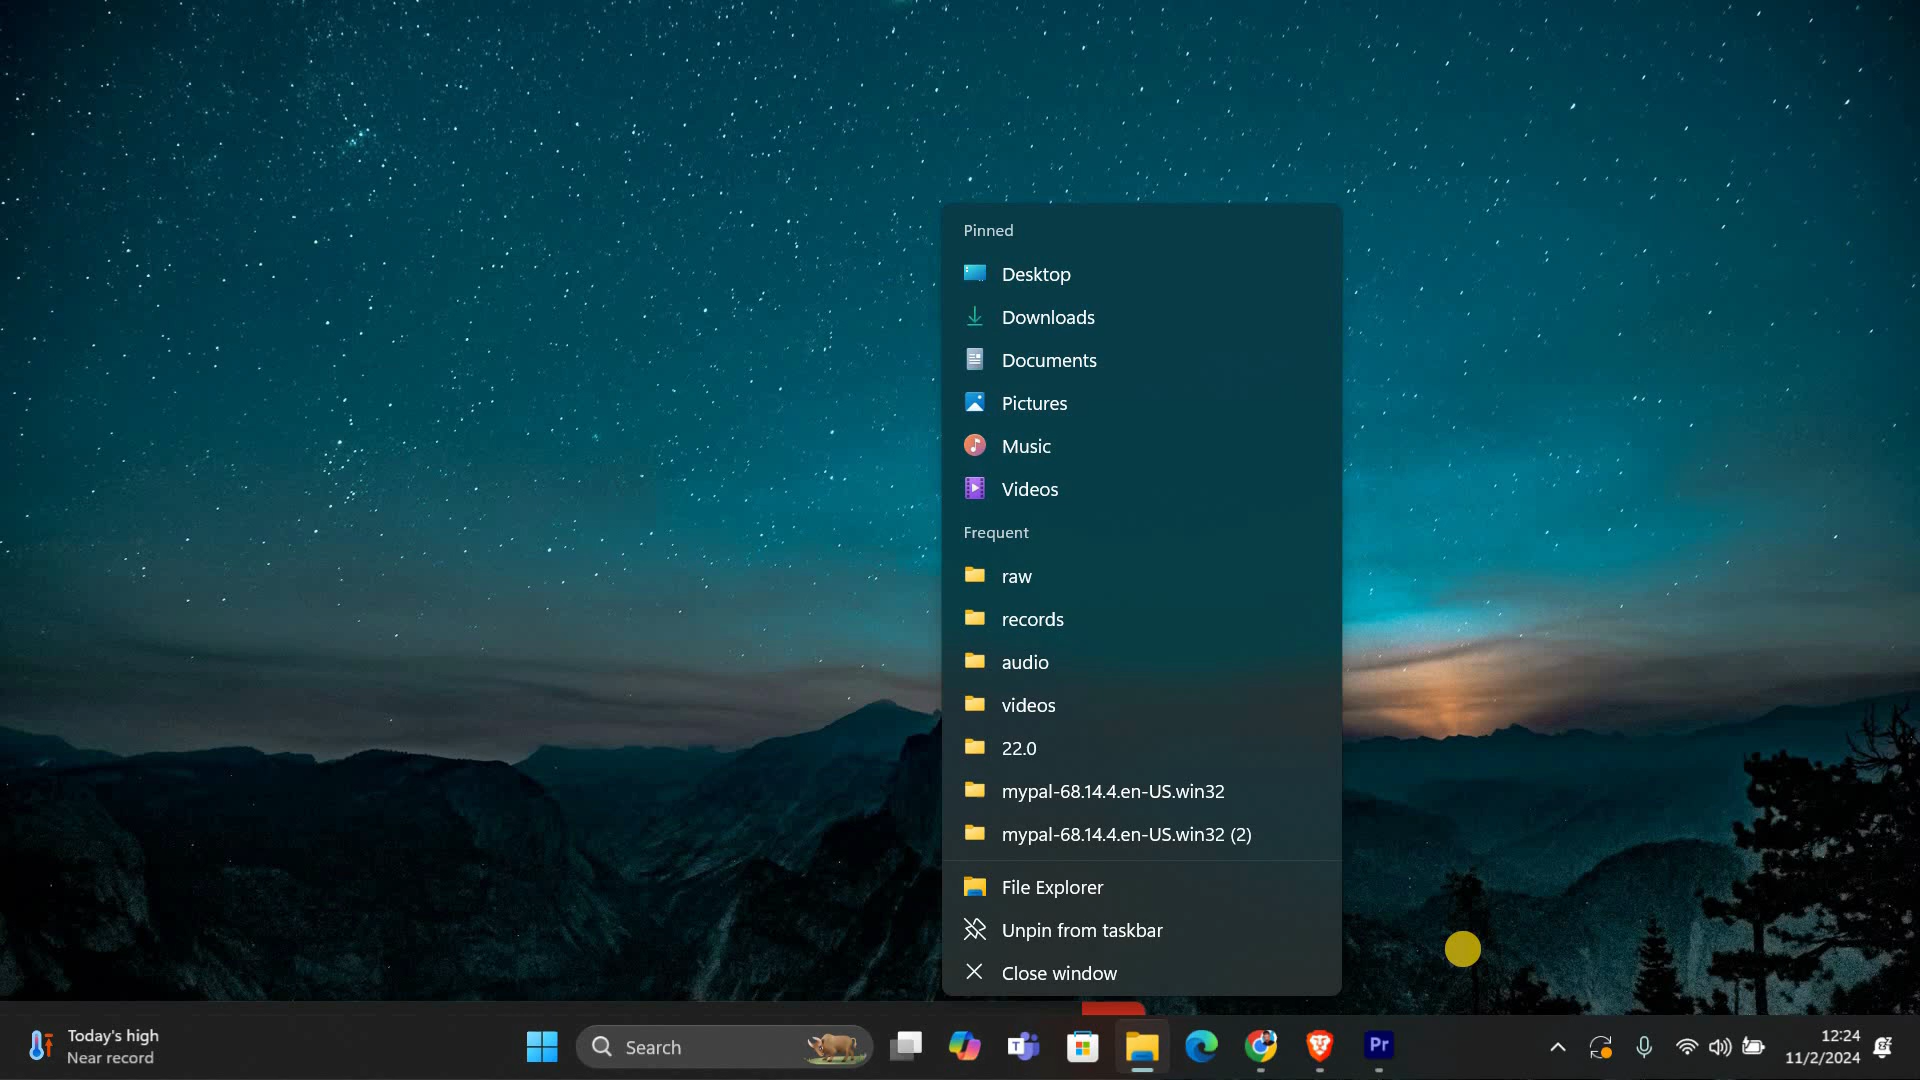 Pinned
Desktop
Downloads
Documents
Pictures
Music
Videos
Frequent
raw
records
audio
videos
22.0
mypal-68.14.4.en-US.win32
mypal-68.14.4.en-US.win32 (2)
File Explorer
Unpin from taskbar
Close window
Today's high
Near record
Search
T
Pr
12:24
11/2/2024